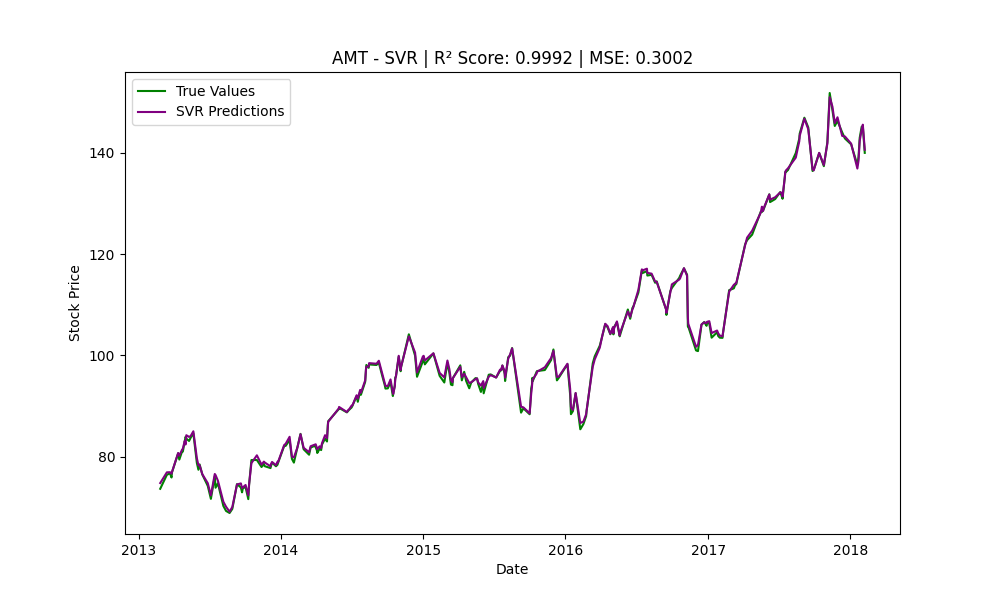 AMT - SVR | R² Score: 0.9992 | MSE: 0.3002
True Values
SVR Predictions
Stock Price
140
120
100
80
2013 2014 2015 2016 2017 2018
Date